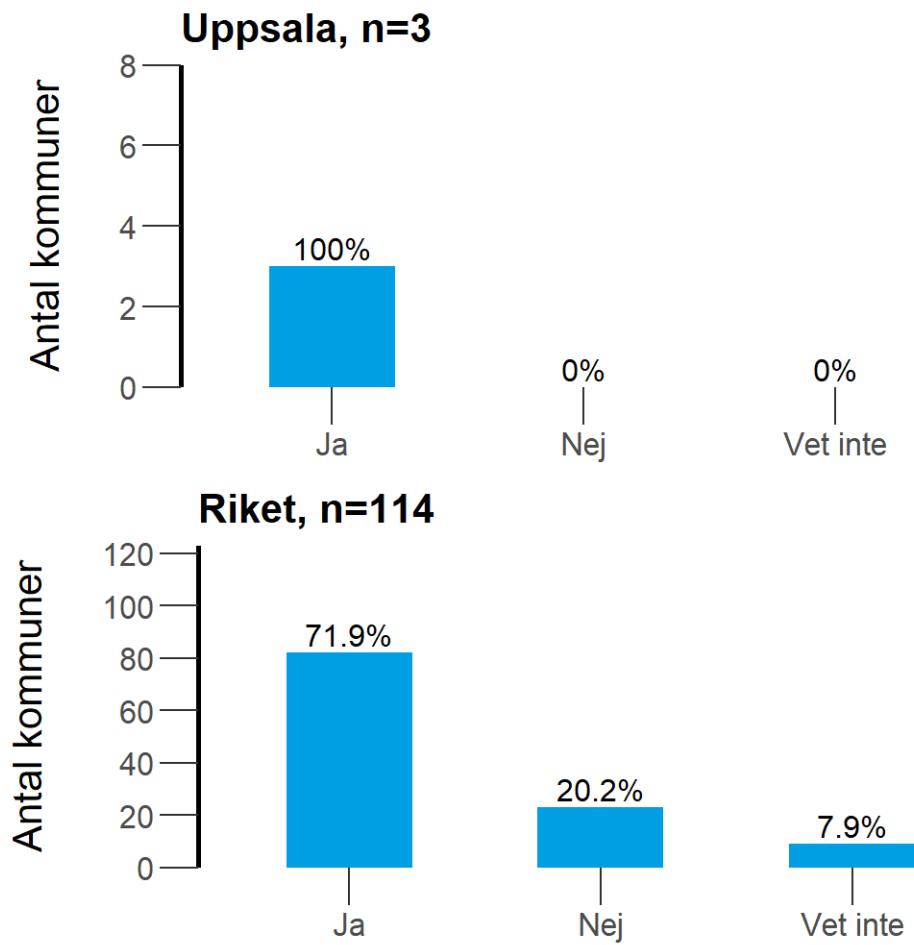 Uppsala, n=3
Antal kommuner
8
6
4
2
0
100%
0%
0%
Ja
Nej
Vet inte
Riket, n=114
Antal kommuner
120
100
80
60
40
20
0
71.9%
20.2%
7.9%
Ja
Nej
Vet inte